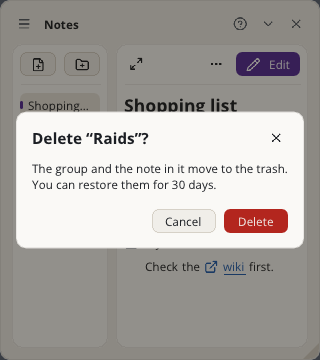 Notes
Edit
Shopping...
Shopping list
Delete “Raids”?
The group and the note in it move to the trash.
You can restore them for 30 days.
Cancel
Delete
Check the wiki first.